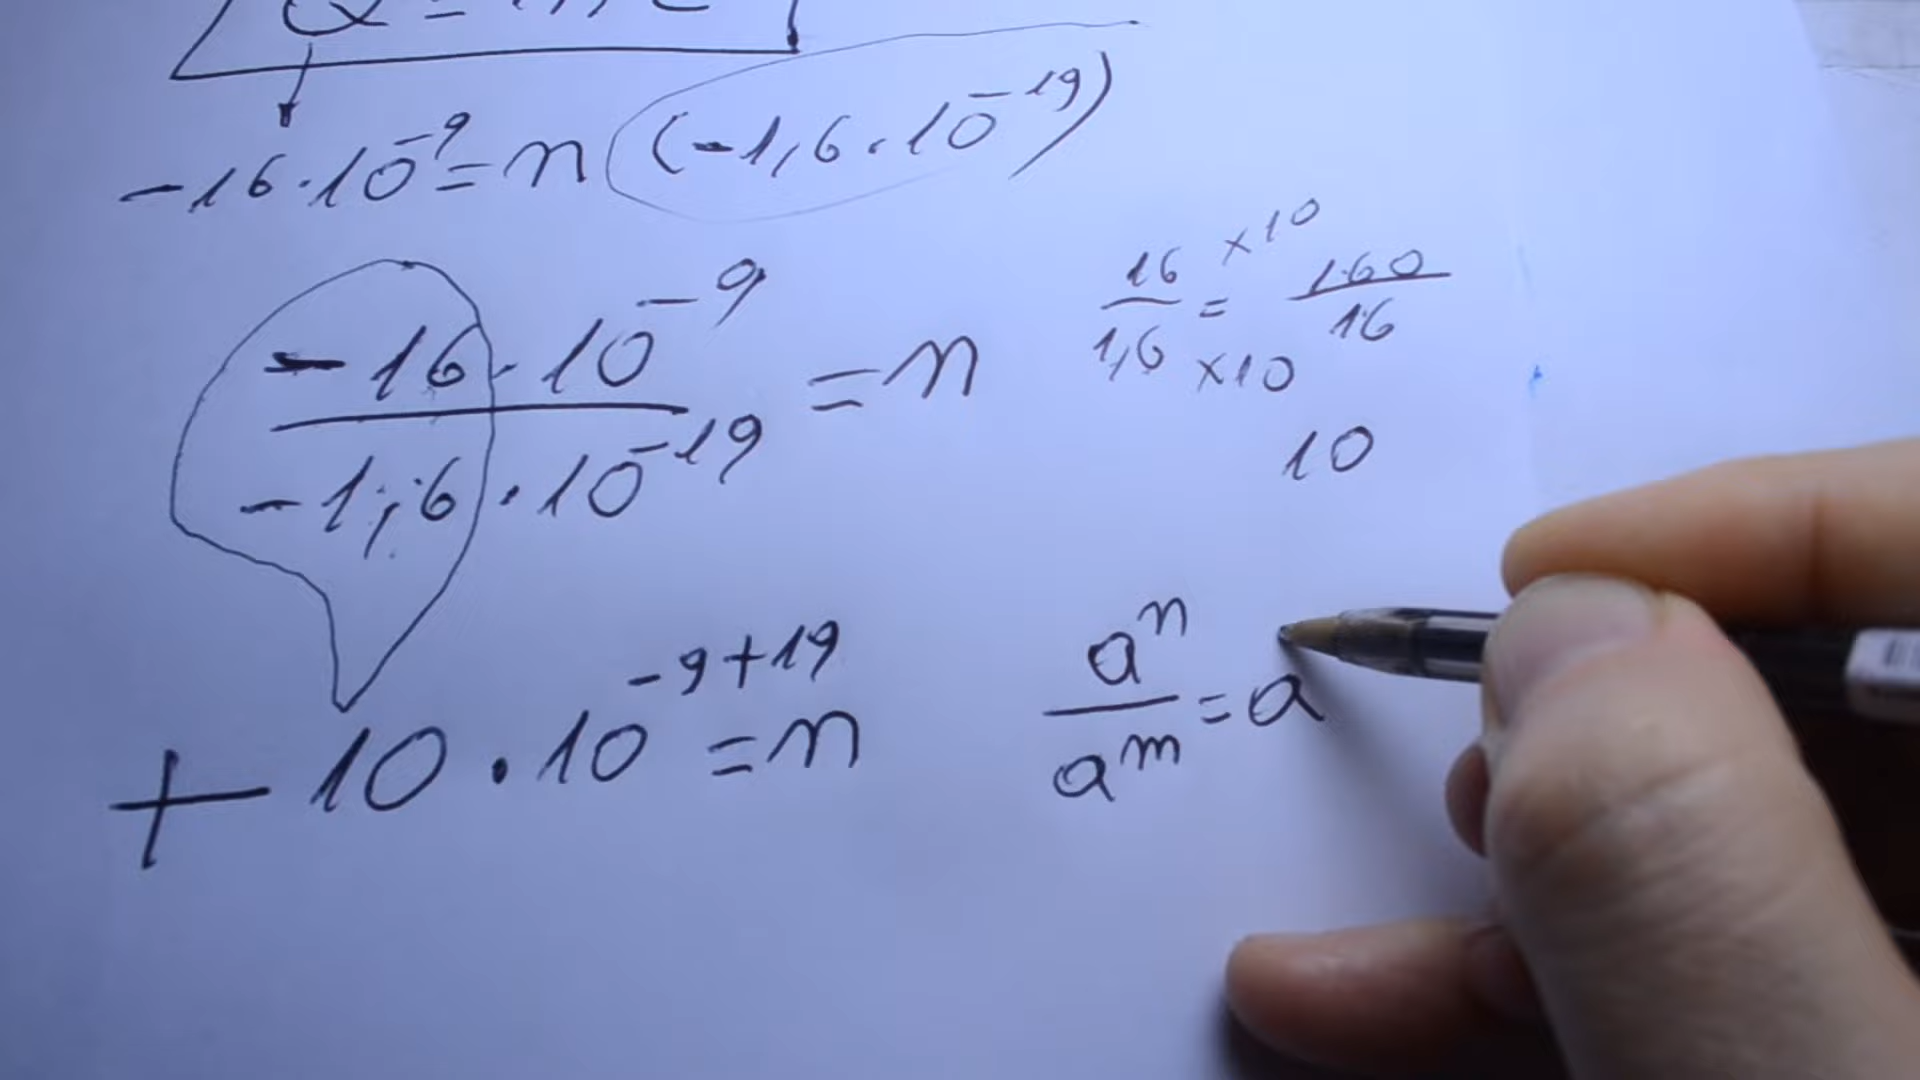 -16·10⁻⁹=n(-1,6·10⁻¹⁹)
-16·10⁻⁹
-1,6·10⁻¹⁹
=n
16 ×10
1,6 ×10
=
160
16
10
+10·10⁻⁹⁺¹⁹=n
aⁿ
aᵐ
=a